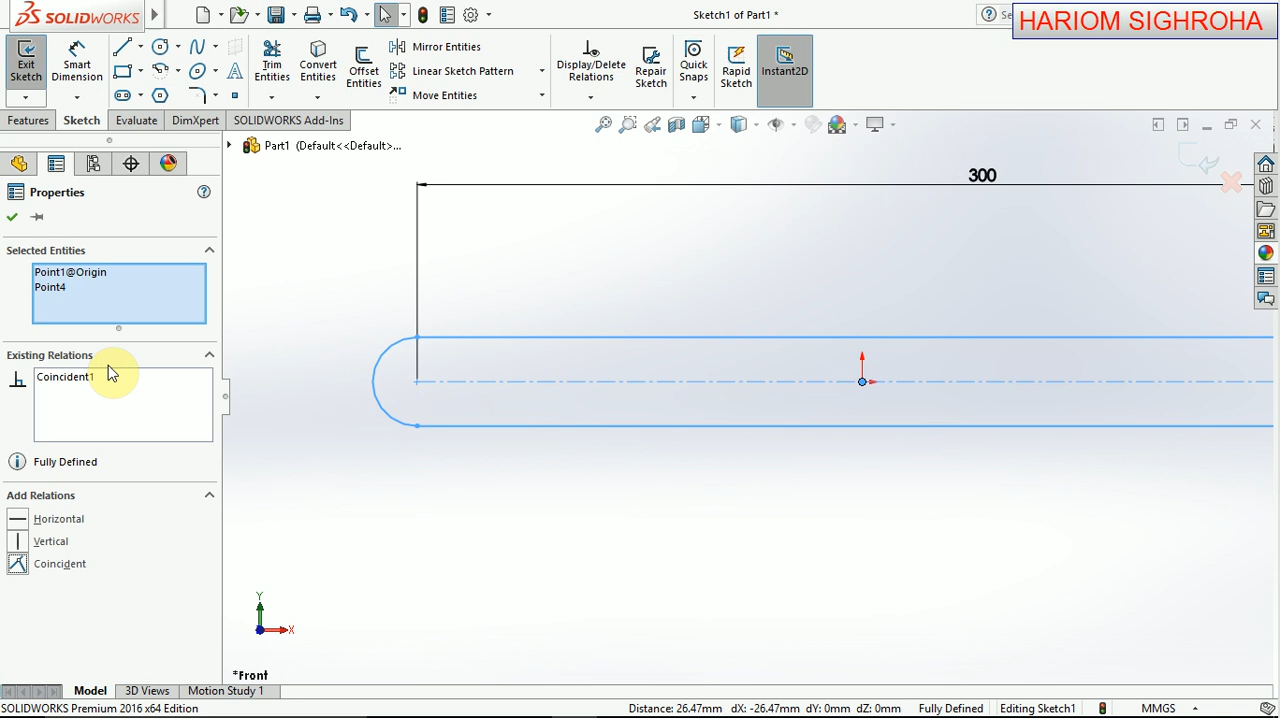 SOLIDWORKS
Sketch1 of Part1 *
HARIOM SIGHROHA
Exit Sketch
Smart Dimension
Trim Entities
Convert Entities
Offset Entities
Mirror Entities
Linear Sketch Pattern
Move Entities
Display/Delete Relations
Repair Sketch
Quick Snaps
Rapid Sketch
Instant2D
Features
Sketch
Evaluate
DimXpert
SOLIDWORKS Add-Ins
Part1 (Default<<Default>...
Properties
Selected Entities
Point1@Origin
Point4
Existing Relations
Coincident1
Fully Defined
Add Relations
Horizontal
Vertical
Coincident
300
Y
X
*Front
Model
3D Views
Motion Study 1
SOLIDWORKS Premium 2016 x64 Edition
Distance: 26.47mm dX: -26.47mm dY: 0mm dZ: 0mm Fully Defined Editing Sketch1 MMGS